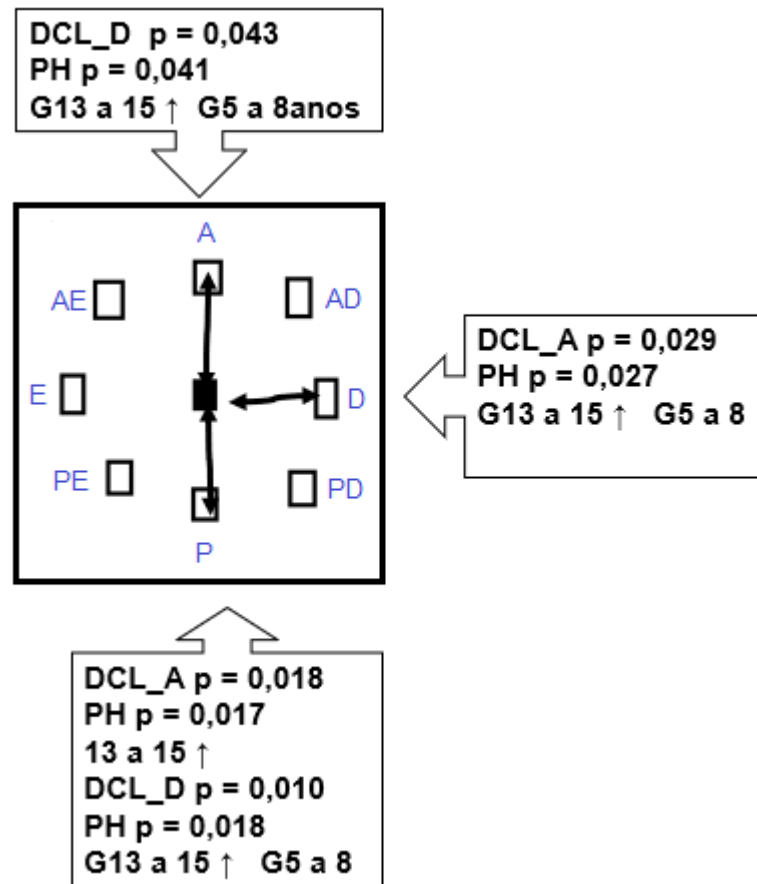 DCL_D p = 0,043
PH p = 0,041
G13 a 15 ↑ G5 a 8anos
A
AE
AD
E
D
PE
PD
P
DCL_A p = 0,029
PH p = 0,027
G13 a 15 ↑ G5 a 8
DCL_A p = 0,018
PH p = 0,017
13 a 15 ↑
DCL_D p = 0,010
PH p = 0,018
G13 a 15 ↑ G5 a 8